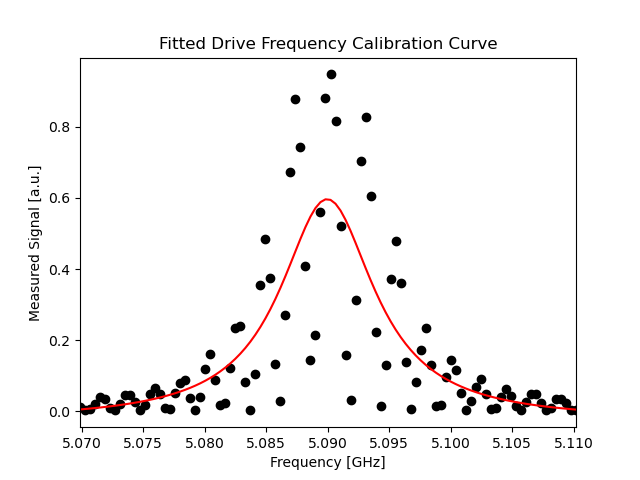 Fitted Drive Frequency Calibration Curve
Measured Signal [a.u.]
0.8
0.6
0.4
0.2
0.0
5.070 5.075 5.080 5.085 5.090 5.095 5.100 5.105 5.110
Frequency [GHz]